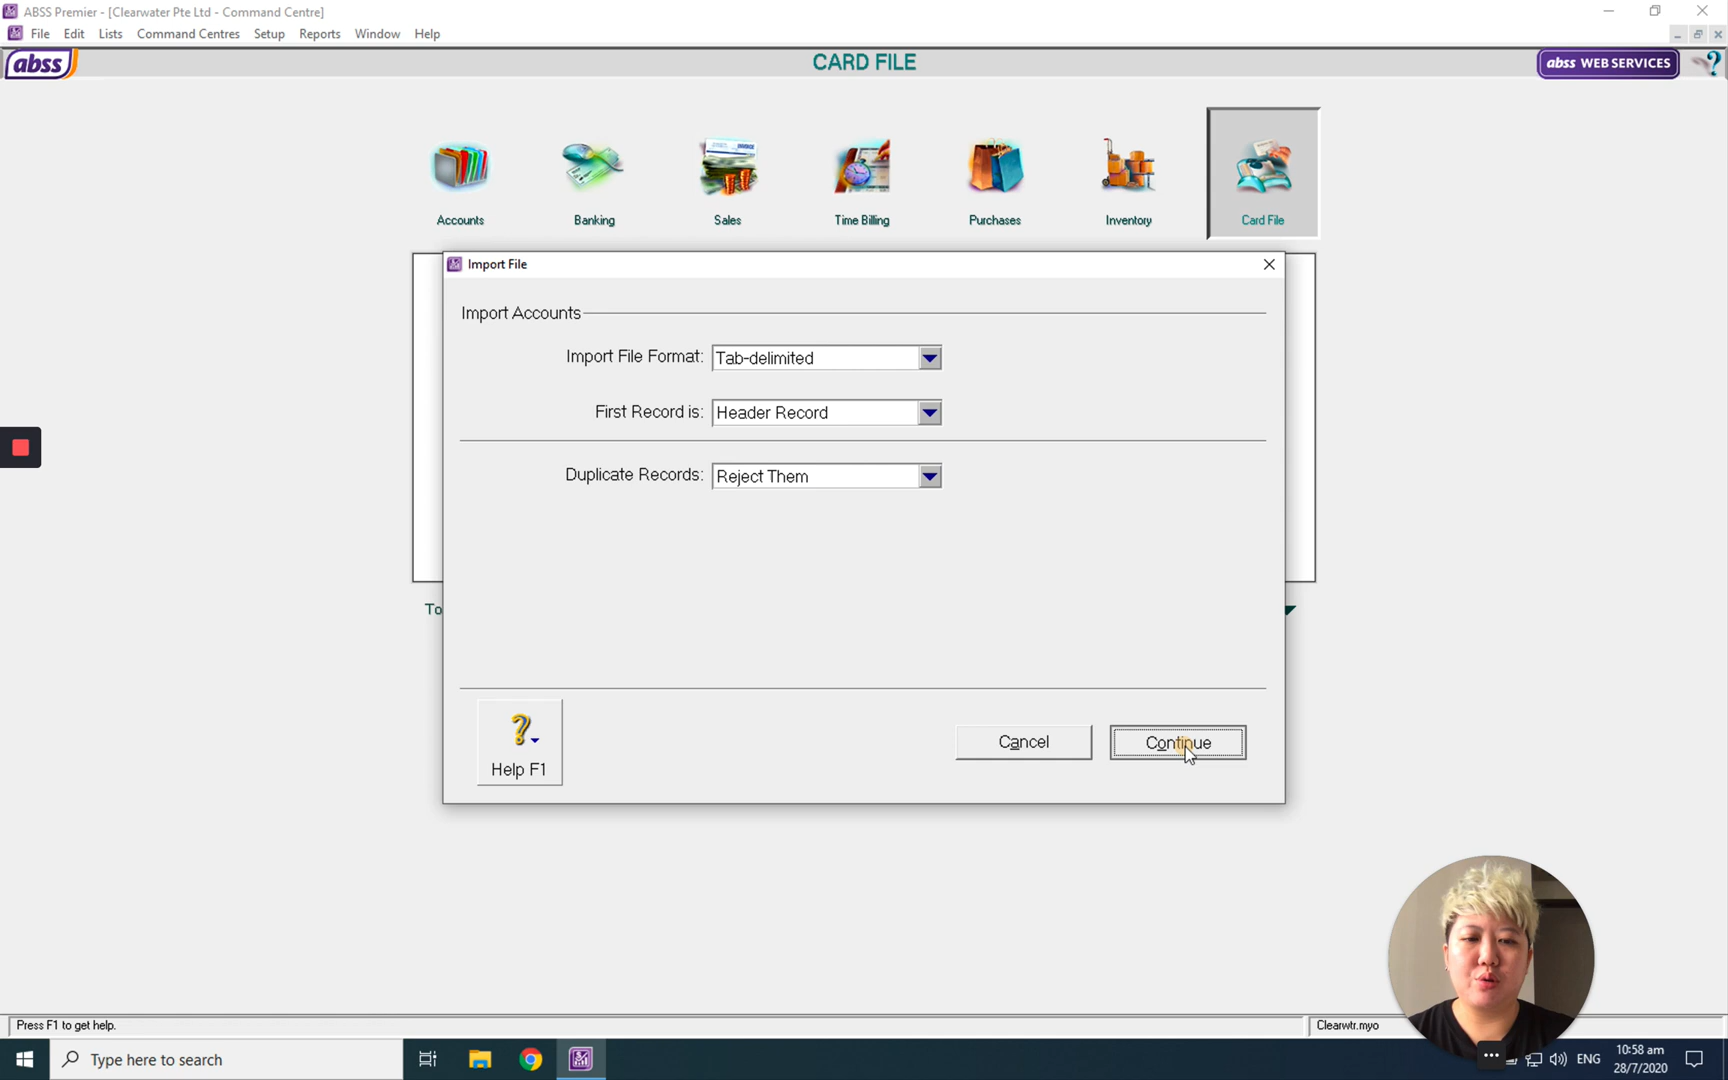 ABSS Premier - [Clearwater Pte Ltd - Command Centre]
File Edit Lists Command Centres Setup Reports Window Help
abss CARD FILE abss WEB SERVICES ?
Accounts Banking Sales Time Billing Purchases Inventory Card File
Import File
Import Accounts
Import File Format: Tab-delimited
First Record is: Header Record
Duplicate Records: Reject Them
To
Cancel Continue
Help F1
Press F1 to get help. Clearwtr.myo
Type here to search ENG 10:58 am
28/7/2020